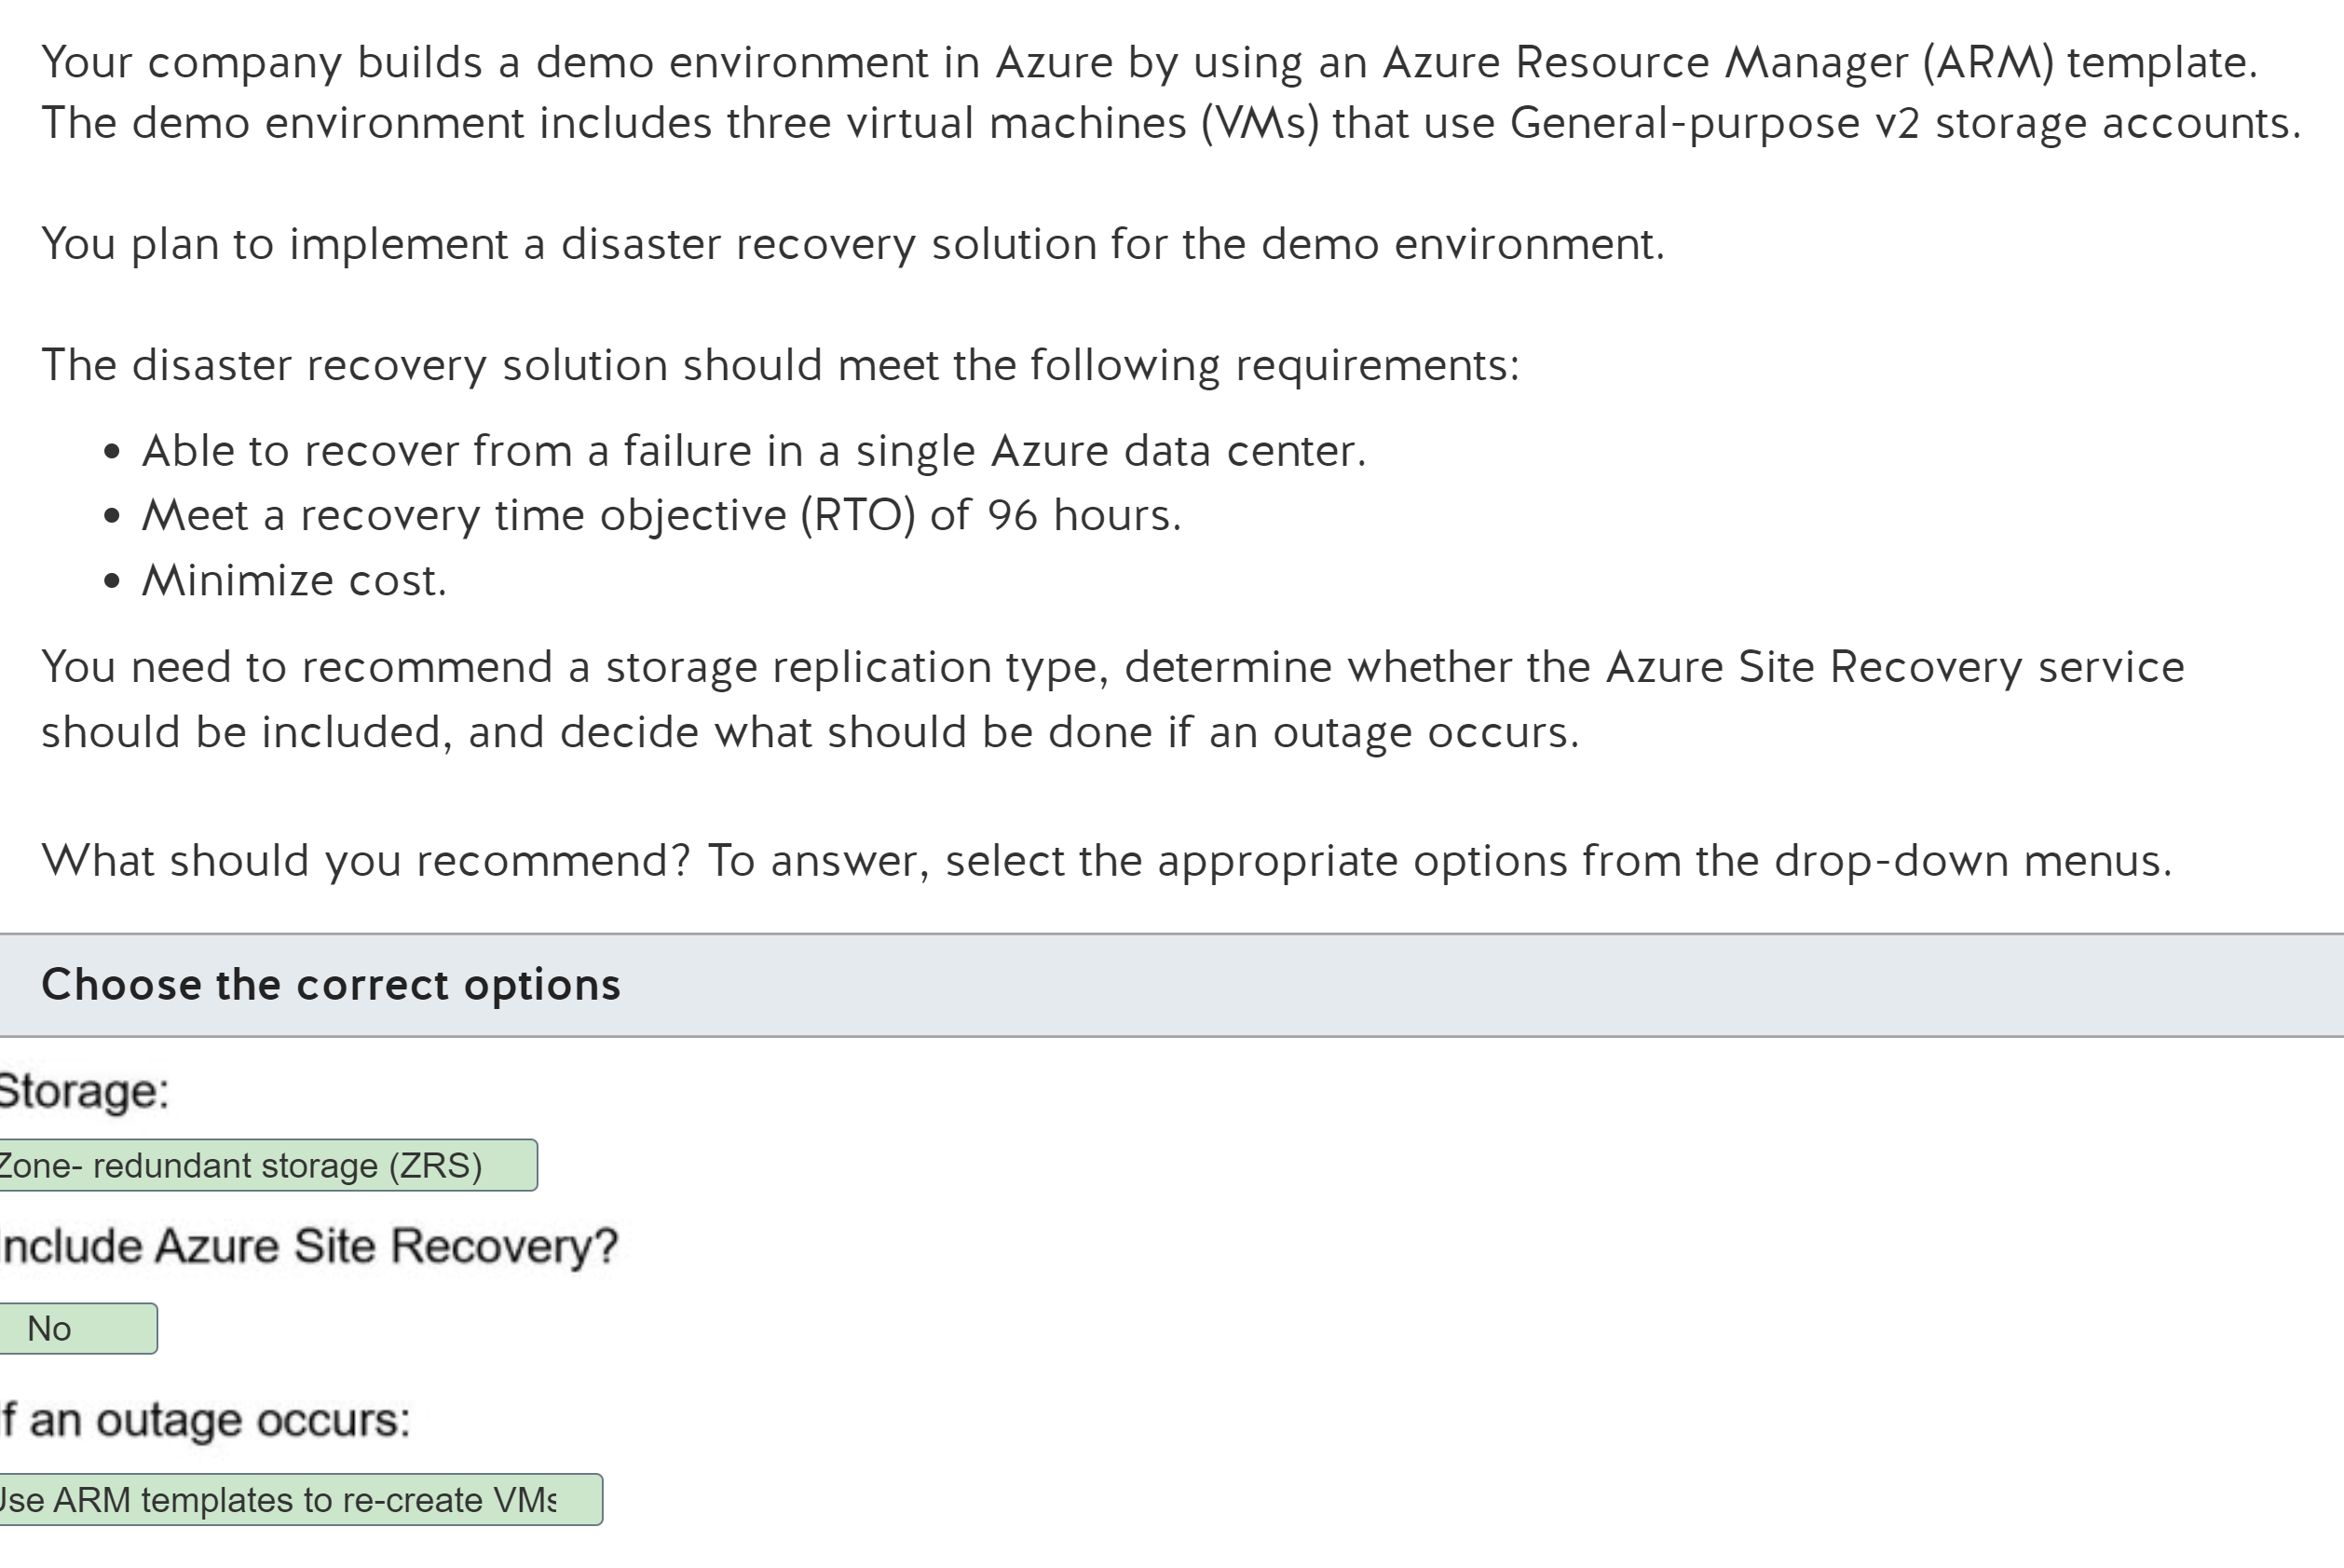 Your company builds a demo environment in Azure by using an Azure Resource Manager (ARM) template.
The demo environment includes three virtual machines (VMs) that use General-purpose v2 storage accounts.
You plan to implement a disaster recovery solution for the demo environment.
The disaster recovery solution should meet the following requirements:
• Able to recover from a failure in a single Azure data center.
• Meet a recovery time objective (RTO) of 96 hours.
• Minimize cost.
You need to recommend a storage replication type, determine whether the Azure Site Recovery service
should be included, and decide what should be done if an outage occurs.
What should you recommend? To answer, select the appropriate options from the drop-down menus.
Choose the correct options
Storage:
Zone- redundant storage (ZRS)
Include Azure Site Recovery?
No
If an outage occurs:
Use ARM templates to re-create VMs